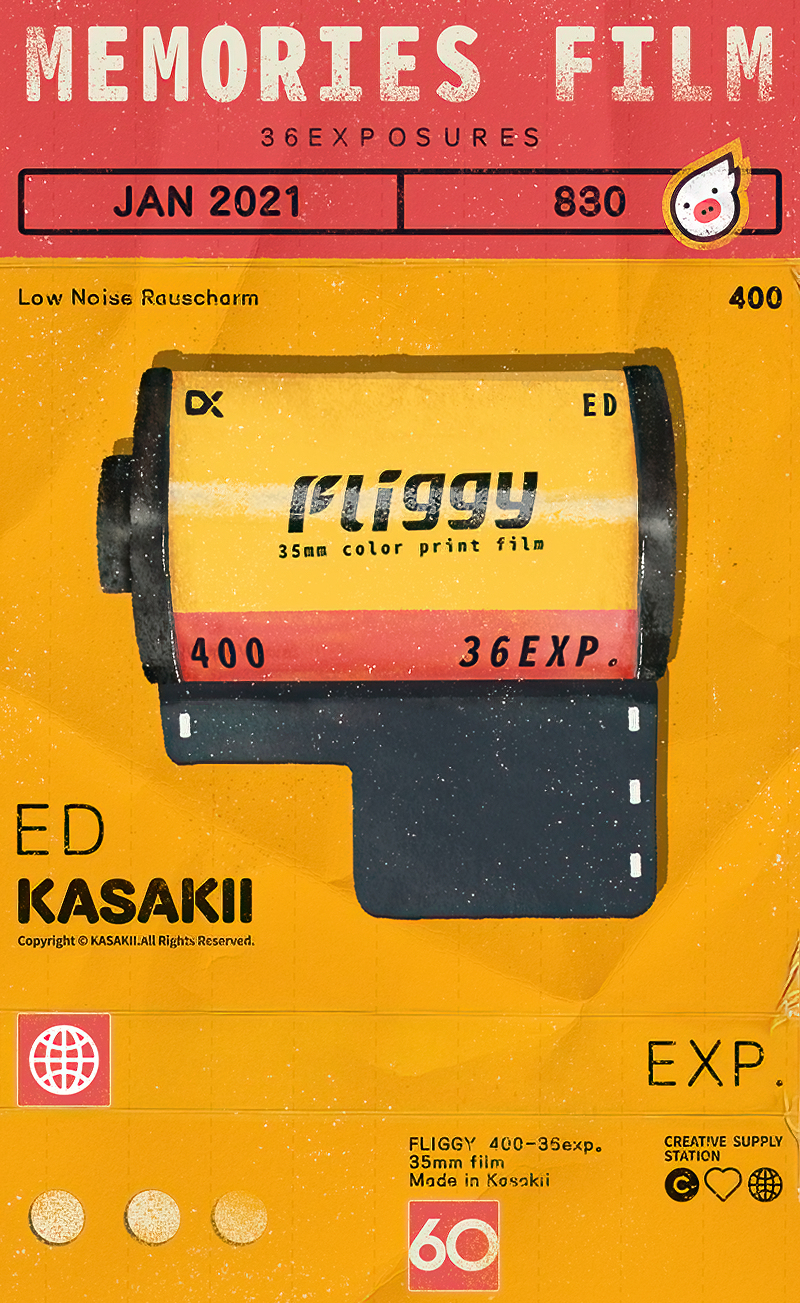 MEMORIES FILM
36EXPOSURES
JAN 2021
830
Low Noise Rauscharm
400
DX
ED
Fliggy
35mm color print film
400
36EXP.
ED
KASAKII
Copyright © KASAKII.All Rights Reserved.
EXP.
FLIGGY 400-36exp.
35mm film
Made in Kasakii
CREATIVE SUPPLY
STATION
C
60